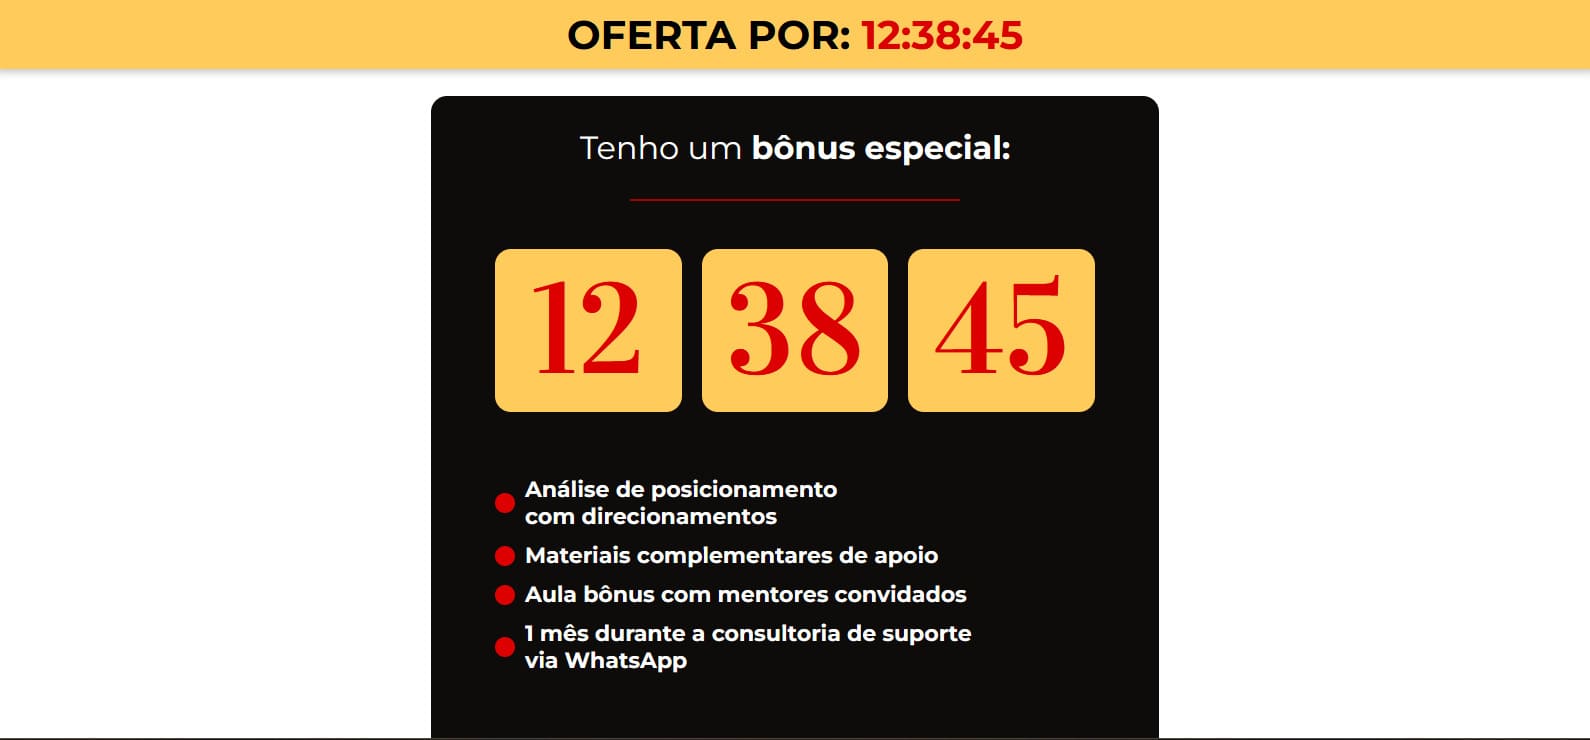 OFERTA POR: 12:38:45
Tenho um bônus especial:
12 38 45
Análise de posicionamento
com direcionamentos
Materiais complementares de apoio
Aula bônus com mentores convidados
1 mês durante a consultoria de suporte
via WhatsApp